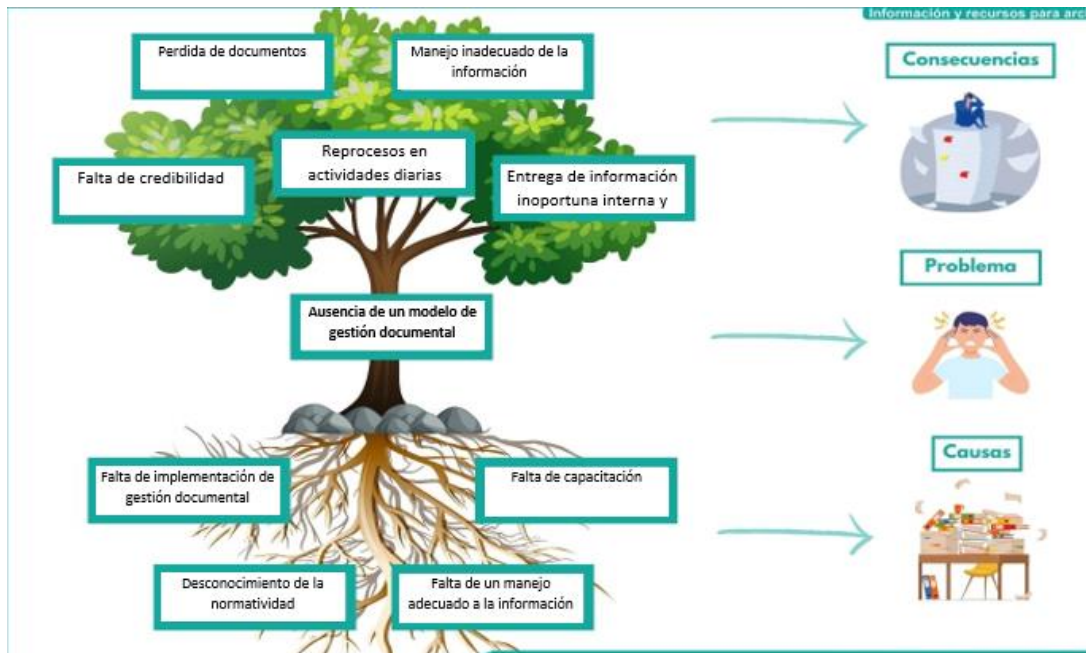 Información y recursos para arc
Perdida de documentos
Manejo inadecuado de la
información
Consecuencias
Reprocesos en
actividades diarias
Falta de credibilidad
Entrega de información
inoportuna interna y
Problema
Ausencia de un modelo de
gestión documental
Causas
Falta de implementación de
gestión documental
Falta de capacitación
Desconocimiento de la
normatividad
Falta de un manejo
adecuado a la información